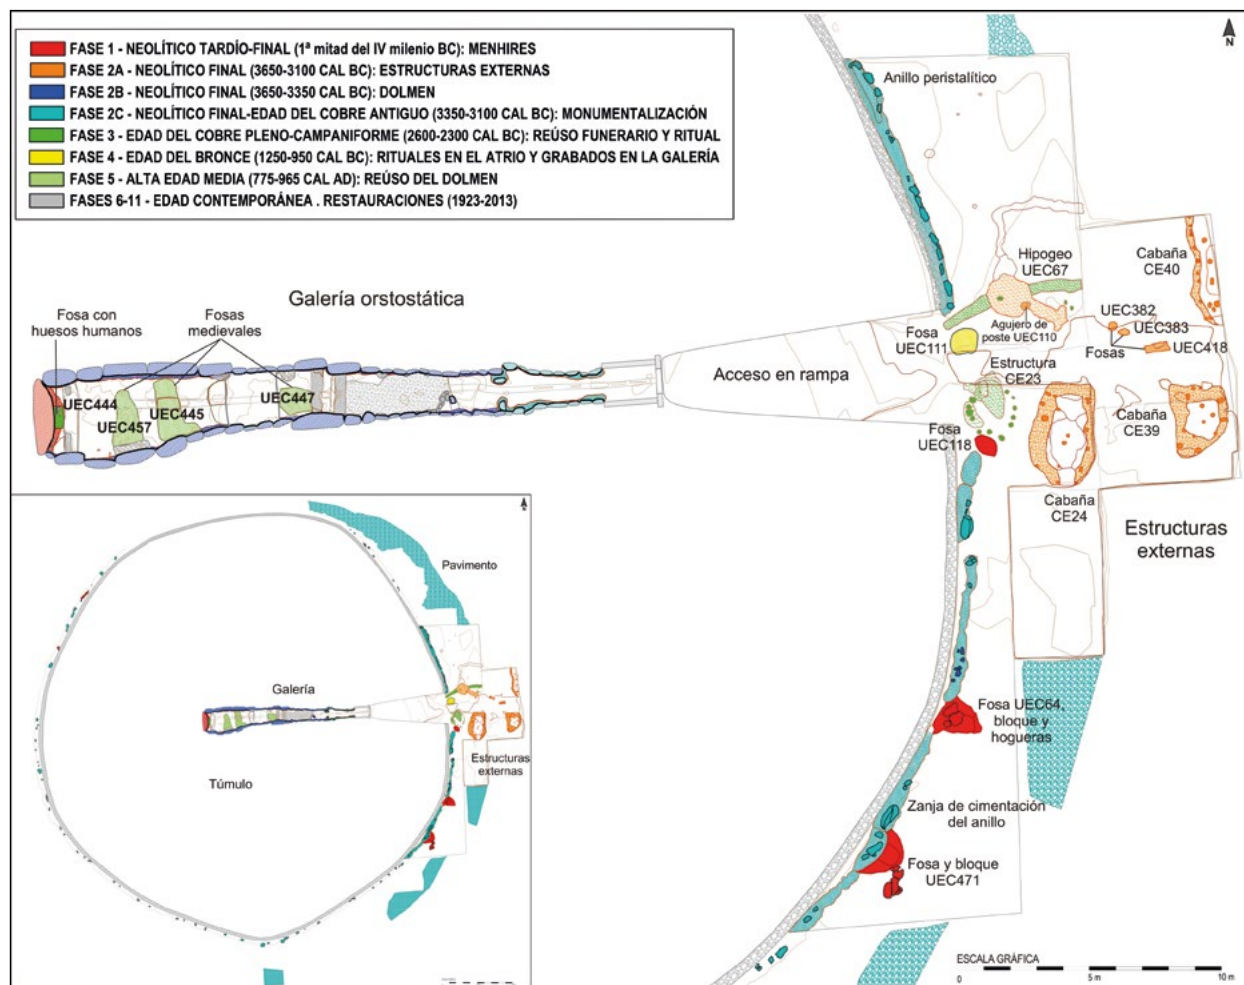 FASE 1 - NEOLÍTICO TARDÍO-FINAL (1ª mitad del IV milenio BC): MENHIRES
FASE 2A - NEOLÍTICO FINAL (3650-3100 CAL BC): ESTRUCTURAS EXTERNAS
FASE 2B - NEOLÍTICO FINAL (3650-3350 CAL BC): DOLMEN
FASE 2C - NEOLÍTICO FINAL-EDAD DEL COBRE ANTIGUO (3350-3100 CAL BC): MONUMENTALIZACIÓN
FASE 3 - EDAD DEL COBRE PLENO-CAMPANIFORME (2600-2300 CAL BC): REÚSO FUNERARIO Y RITUAL
FASE 4 - EDAD DEL BRONCE (1250-950 CAL BC): RITUALES EN EL ATRIO Y GRABADOS EN LA GALERÍA
FASE 5 - ALTA EDAD MEDIA (775-965 CAL AD): REÚSO DEL DOLMEN
FASES 6-11 - EDAD CONTEMPORÁNEA . RESTAURACIONES (1923-2013)
N
Anillo peristalítico
Hipogeo
UEC67
Cabaña
CE40
Galería orstostática
Fosa con
huesos humanos
Fosas
medievales
UEC382
UEC383
Agujero de
poste UEC110
Fosas
UEC418
Fosa
UEC111
Estructura
CE23
Acceso en rampa
UEC444
UEC445
UEC447
UEC457
Fosa
UEC118
Cabaña
CE39
Cabaña
CE24
Estructuras
externas
Pavimento
Galería
Túmulo
Estructuras
externas
Fosa UEC64,
bloque y
hogueras
Zanja de cimentación
del anillo
Fosa y bloque
UEC471
ESCALA GRÁFICA
0 5 m 10 m